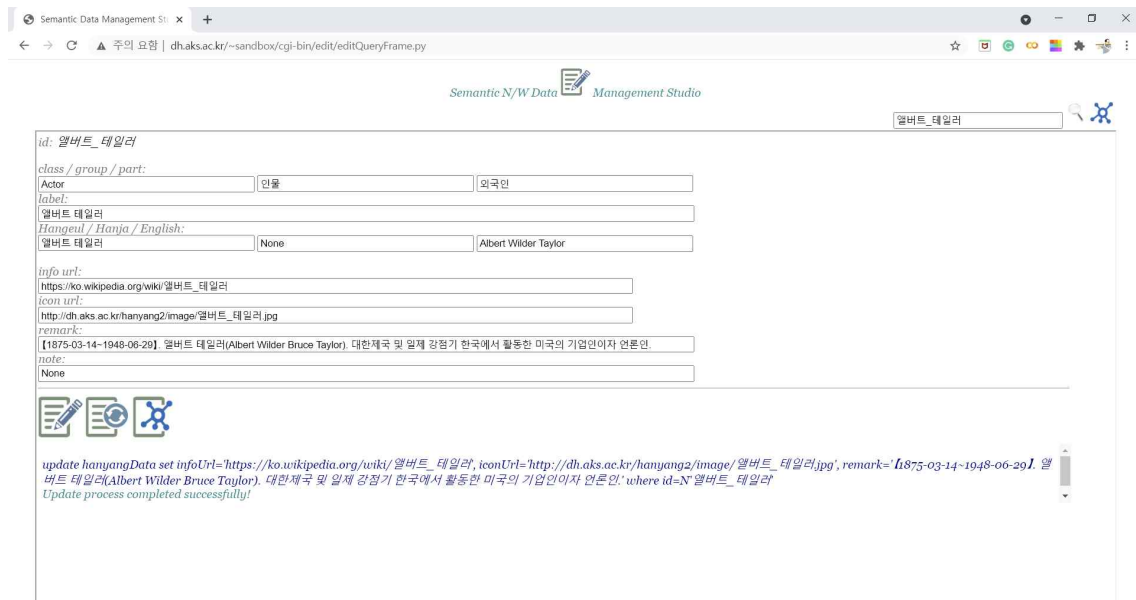 Semantic Data Management St
주의 요함 | dh.aks.ac.kr/~sandbox/cgi-bin/edit/editQueryFrame.py
Semantic N/W Data Management Studio
앨버트_테일러
id: 앨버트_테일러
class / group / part:
Actor 인물 외국인
label:
앨버트 테일러
Hangeul / Hanja / English:
앨버트 테일러 None Albert Wilder Taylor
info url:
https://ko.wikipedia.org/wiki/앨버트_테일러
icon url:
http://dh.aks.ac.kr/hanyang2/image/앨버트_테일러.jpg
remark:
【1875-03-14~1948-06-29】. 앨버트 테일러(Albert Wilder Bruce Taylor). 대한제국 및 일제 강점기 한국에서 활동한 미국의 기업인이자 언론인.
note:
None
update hanyangData set infoUrl='https://ko.wikipedia.org/wiki/앨버트_테일러', iconUrl='http://dh.aks.ac.kr/hanyang2/image/앨버트_테일러.jpg', remark='【1875-03-14~1948-06-29】. 앨
버트 테일러(Albert Wilder Bruce Taylor). 대한제국 및 일제 강점기 한국에서 활동한 미국의 기업인이자 언론인.' where id=N'앨버트_테일러'
Update process completed successfully!